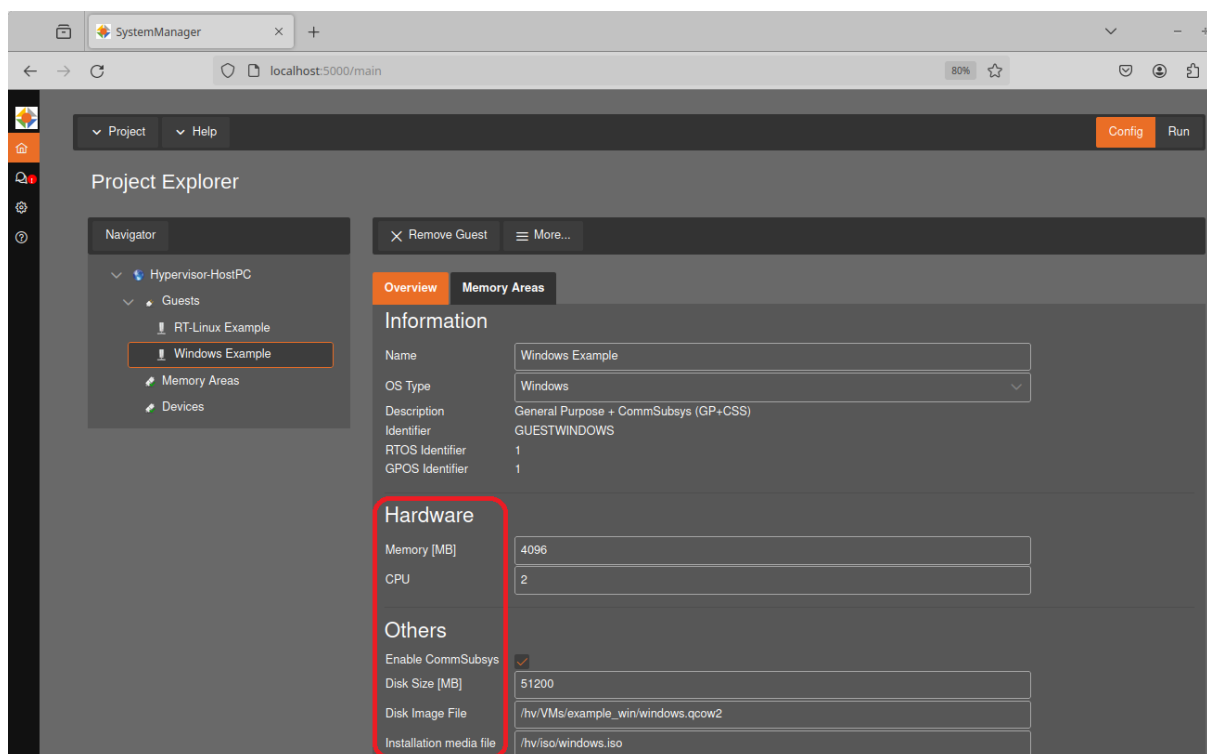 SystemManager
localhost:5000/main
80%
Project
Help
Config
Run
Project Explorer
Navigator
Hypervisor-HostPC
Guests
RT-Linux Example
Windows Example
Memory Areas
Devices
Remove Guest
More...
Overview
Memory Areas
Information
Name Windows Example
OS Type Windows
Description General Purpose + CommSubsys (GP+CSS)
Identifier GUESTWINDOWS
RTOS Identifier 1
GPOS Identifier 1
Hardware
Memory [MB] 4096
CPU 2
Others
Enable CommSubsys
Disk Size [MB] 51200
Disk Image File /hv/VMs/example_win/windows.qcow2
Installation media file /hv/iso/windows.iso